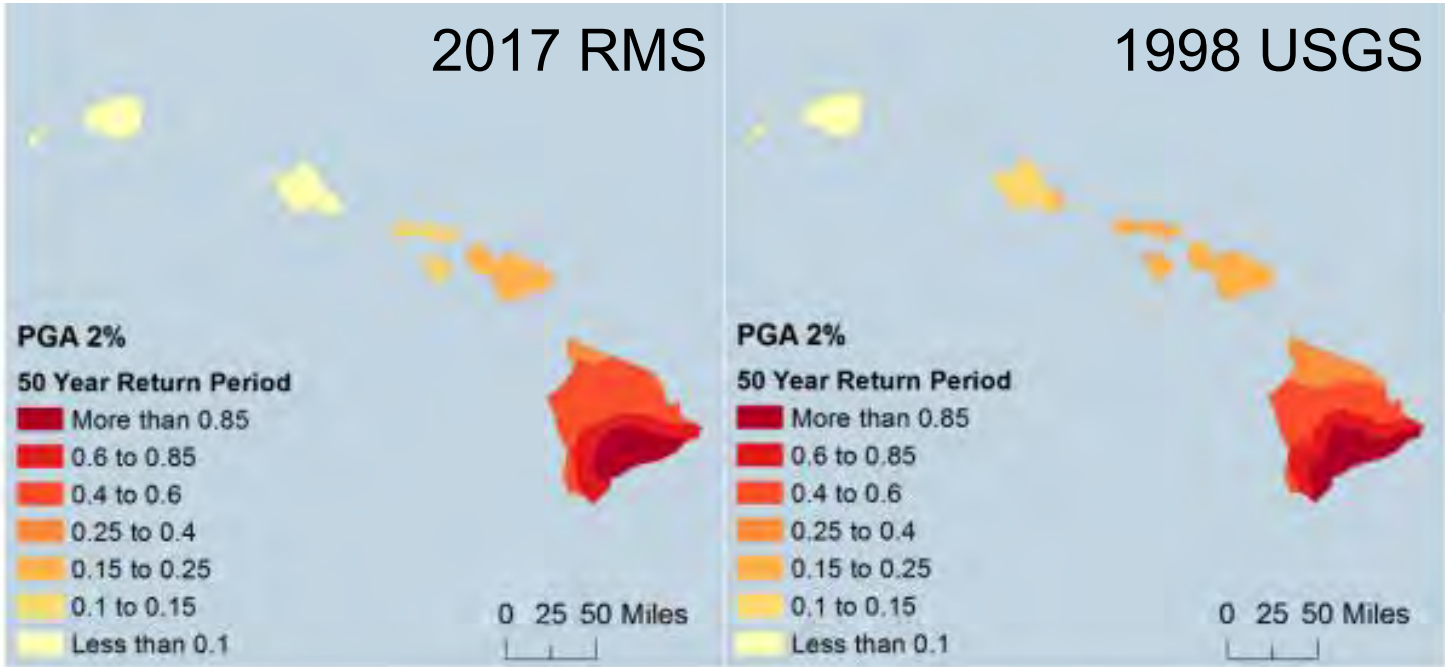 2017 RMS
PGA 2%
50 Year Return Period
More than 0.85
0.6 to 0.85
0.4 to 0.6
0.25 to 0.4
0.15 to 0.25
0.1 to 0.15
Less than 0.1
0 25 50 Miles
1998 USGS
PGA 2%
50 Year Return Period
More than 0.85
0.6 to 0.85
0.4 to 0.6
0.25 to 0.4
0.15 to 0.25
0.1 to 0.15
Less than 0.1
0 25 50 Miles